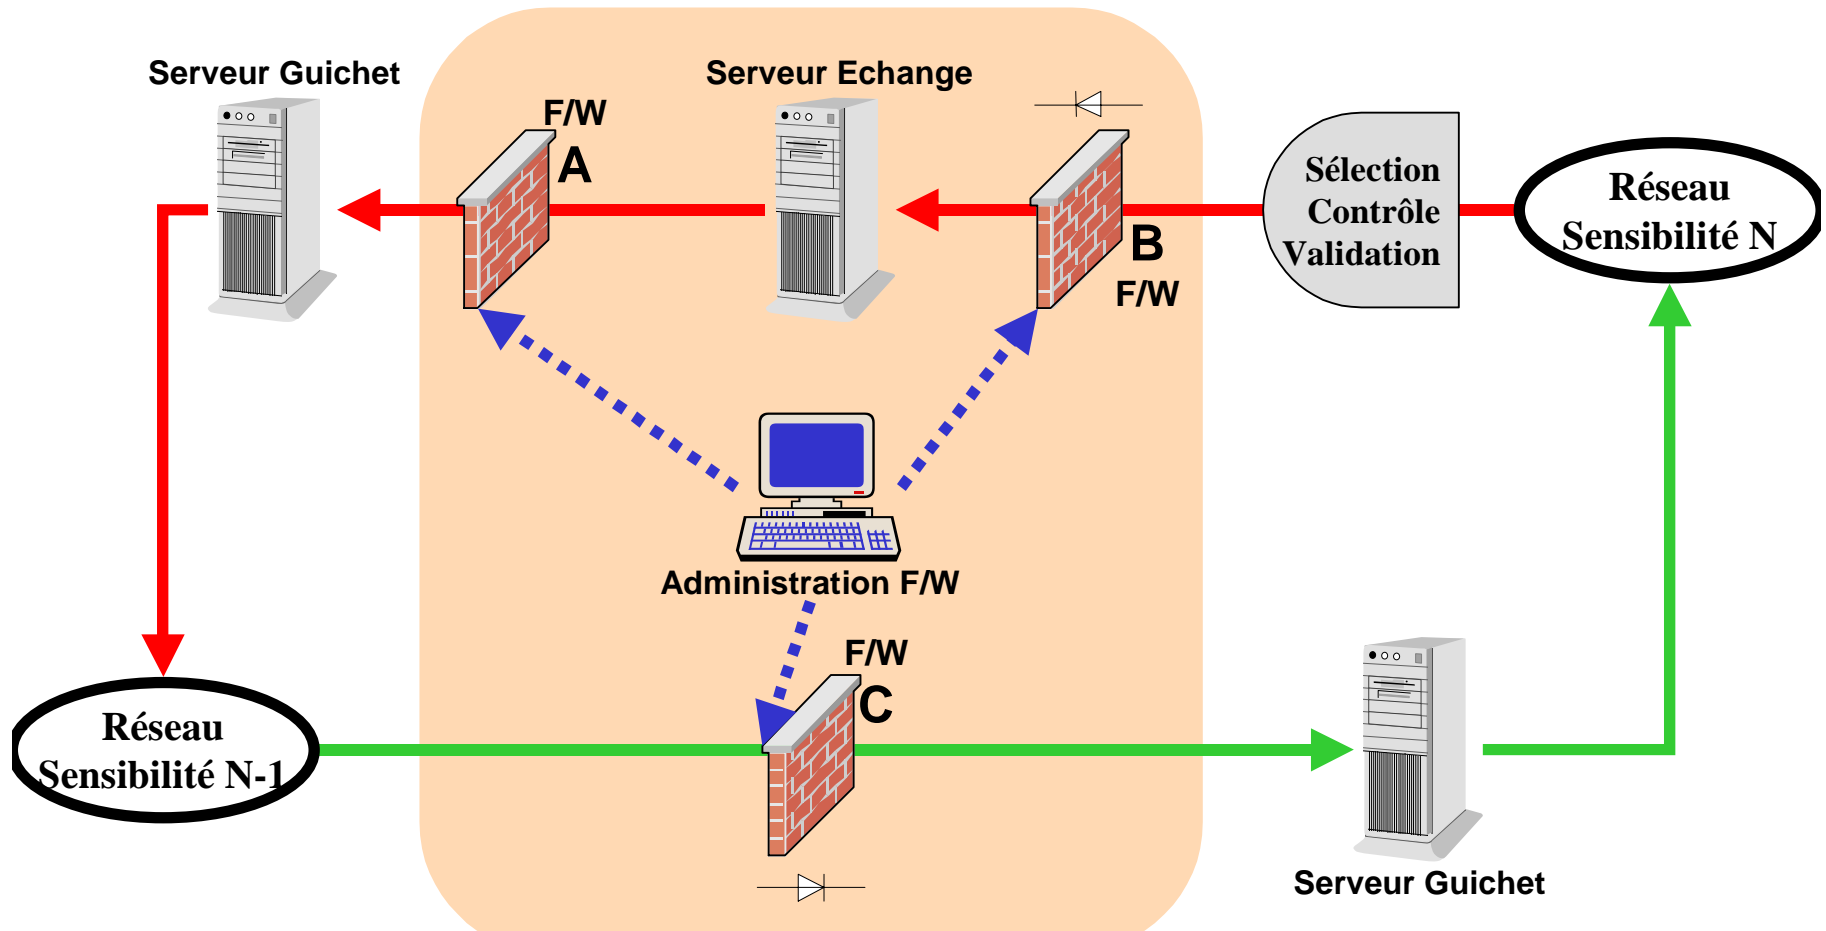 Serveur Guichet
Serveur Echange
F/W
A
B
F/W
Sélection
Contrôle
Validation
Réseau
Sensibilité N
Administration F/W
F/W
C
Réseau
Sensibilité N-1
Serveur Guichet